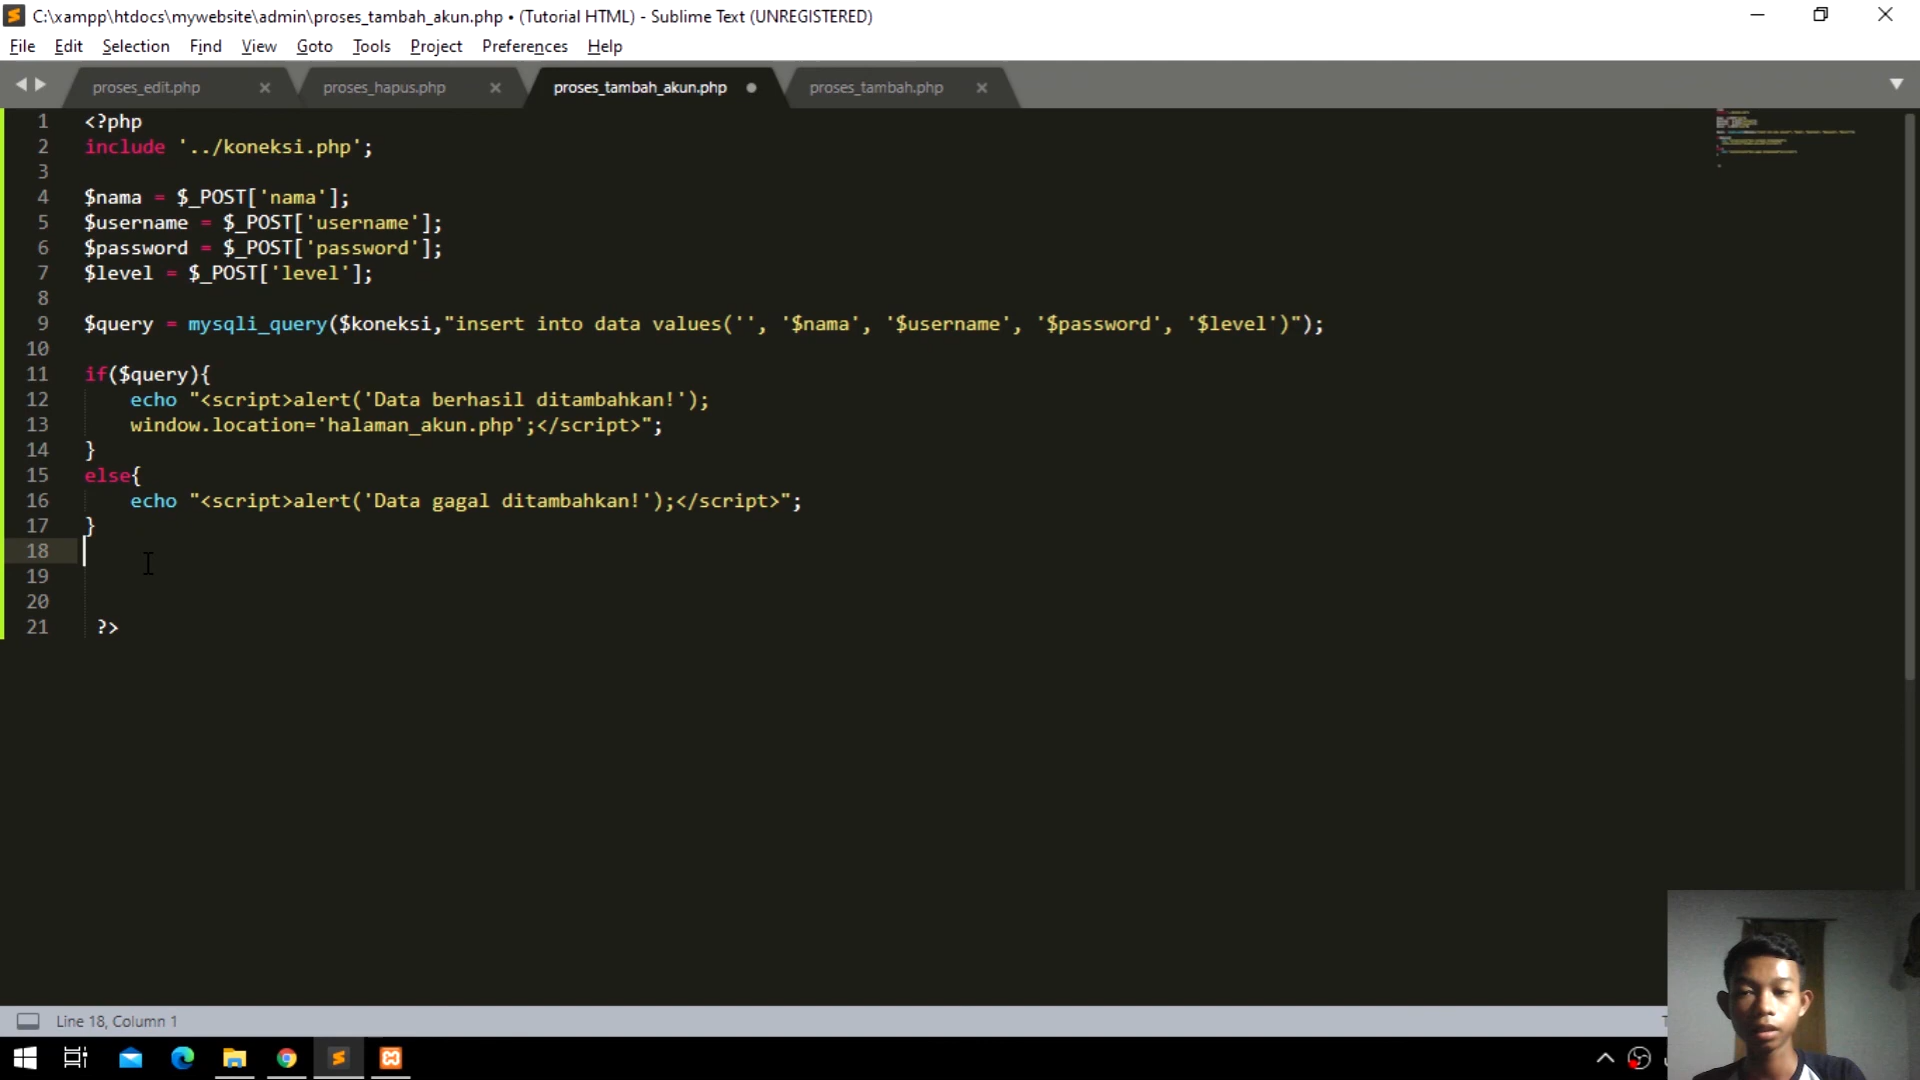 C:\xampp\htdocs\mywebsite\admin\proses_tambah_akun.php • (Tutorial HTML) - Sublime Text (UNREGISTERED)
File Edit Selection Find View Goto Tools Project Preferences Help
proses_edit.php proses_hapus.php proses_tambah_akun.php proses_tambah.php
1 <?php
2 include '../koneksi.php';
3
4 $nama = $_POST['nama'];
5 $username = $_POST['username'];
6 $password = $_POST['password'];
7 $level = $_POST['level'];
8
9 $query = mysqli_query($koneksi,"insert into data values('', '$nama', '$username', '$password', '$level')");
10
11 if($query){
12 echo "<script>alert('Data berhasil ditambahkan!');
13 window.location='halaman_akun.php';</script>";
14 }
15 else{
16 echo "<script>alert('Data gagal ditambahkan!');</script>";
17 }
18
19
20
21 ?>
Line 18, Column 1